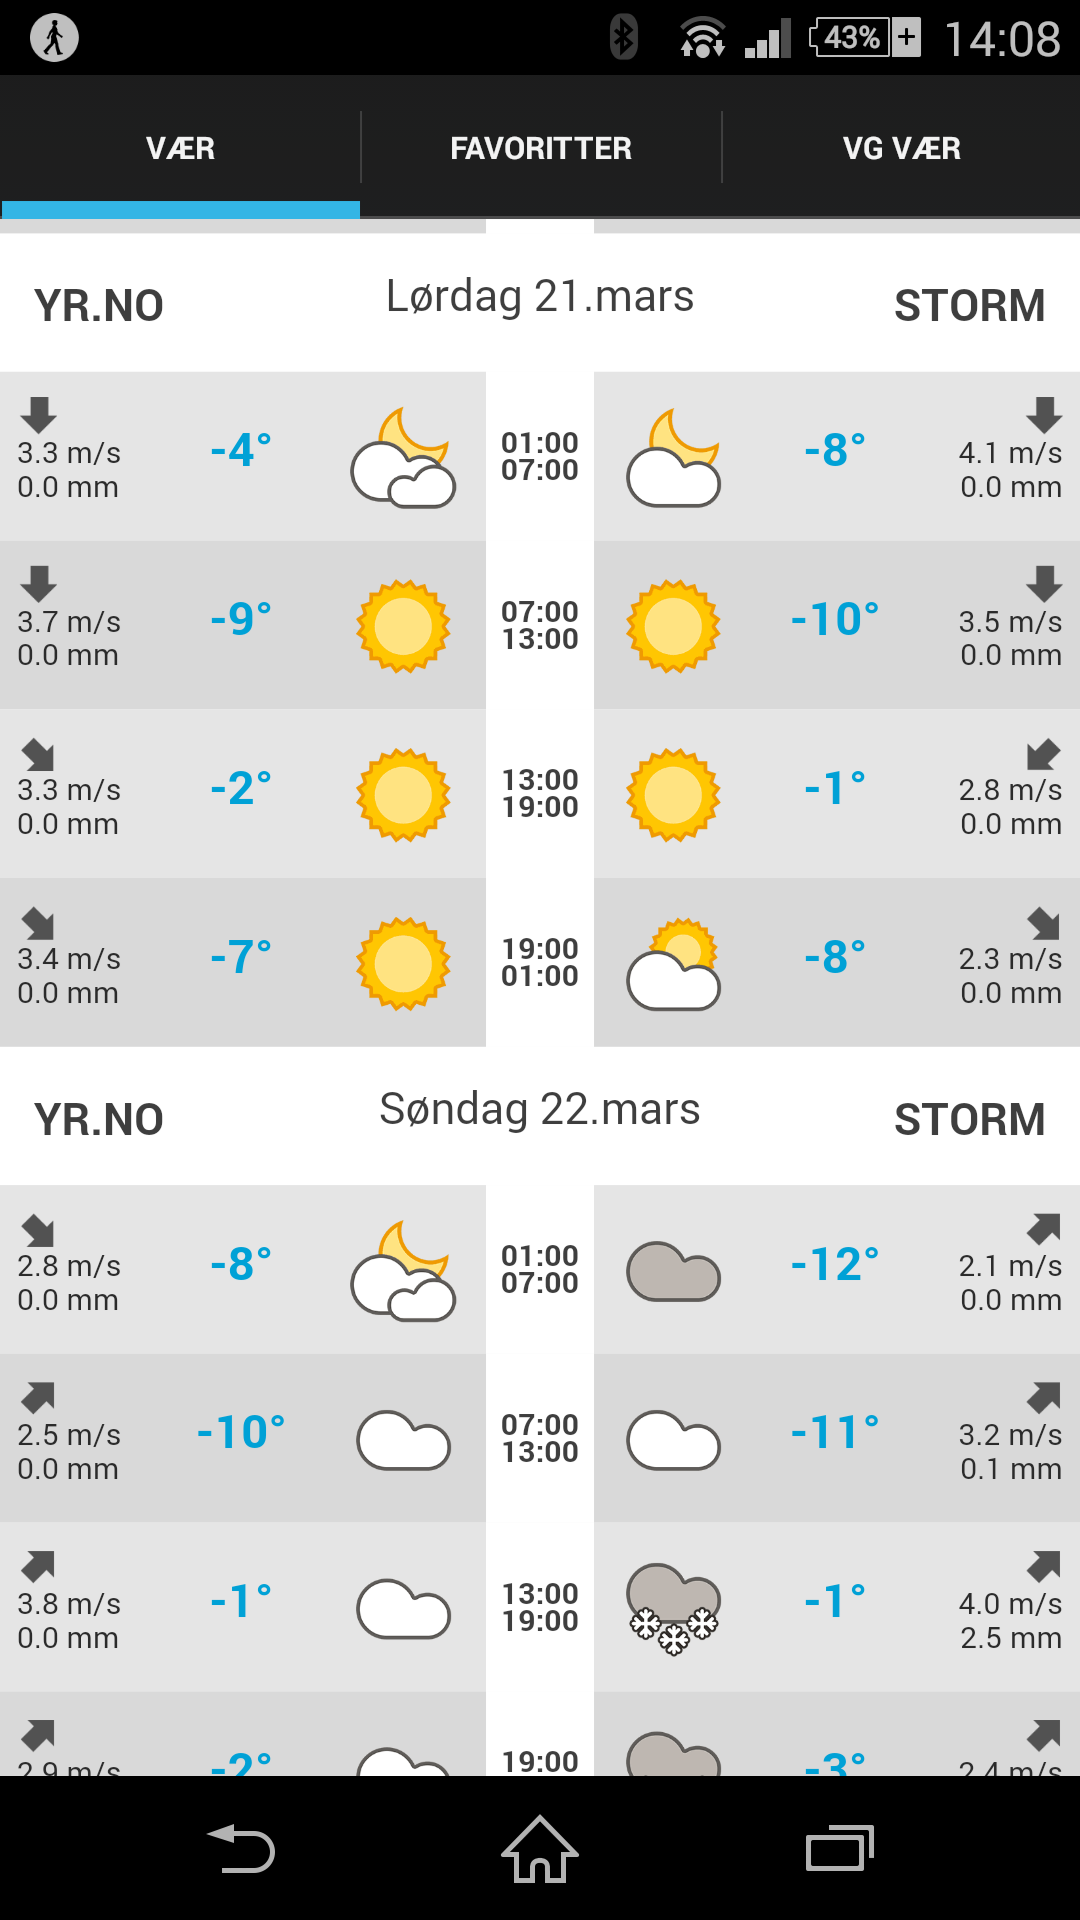 43% 14:08
VÆR FAVORITTER VG VÆR
YR.NO Lørdag 21.mars STORM
3.3 m/s -4° 01:00 -8° 4.1 m/s
0.0 mm 07:00 0.0 mm
3.7 m/s -9° 07:00 -10° 3.5 m/s
0.0 mm 13:00 0.0 mm
3.3 m/s -2° 13:00 -1° 2.8 m/s
0.0 mm 19:00 0.0 mm
3.4 m/s -7° 19:00 -8° 2.3 m/s
0.0 mm 01:00 0.0 mm
YR.NO Søndag 22.mars STORM
2.8 m/s -8° 01:00 -12° 2.1 m/s
0.0 mm 07:00 0.0 mm
2.5 m/s -10° 07:00 -11° 3.2 m/s
0.0 mm 13:00 0.1 mm
3.8 m/s -1° 13:00 -1° 4.0 m/s
0.0 mm 19:00 2.5 mm
2.9 m/s -2° 19:00 -3° 2.4 m/s